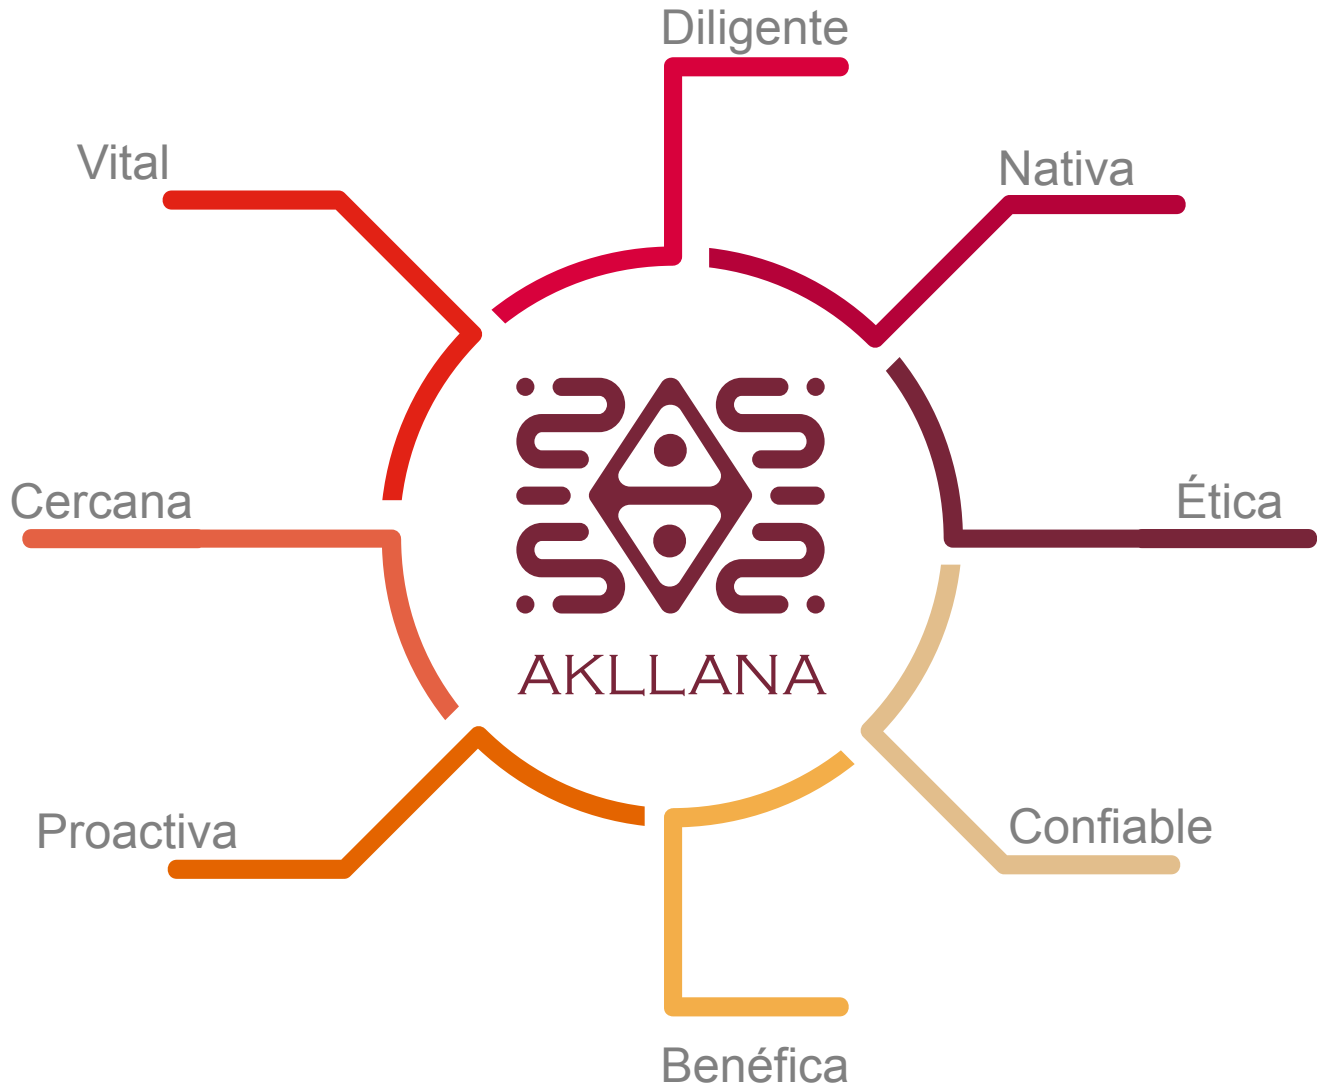 Diligente
Vital
Nativa
Cercana
Ética
AKLLANA
Proactiva
Confiable
Benéfica